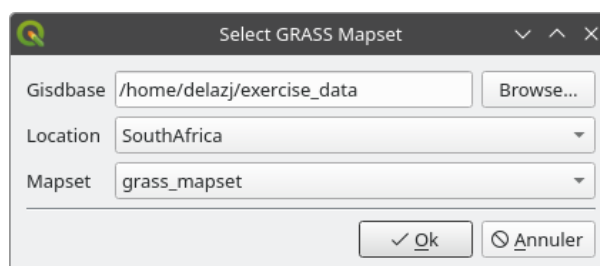 Select GRASS Mapset
Gisdbase /home/delazj/exercise_data Browse...
Location SouthAfrica
Mapset grass_mapset
Ok Annuler